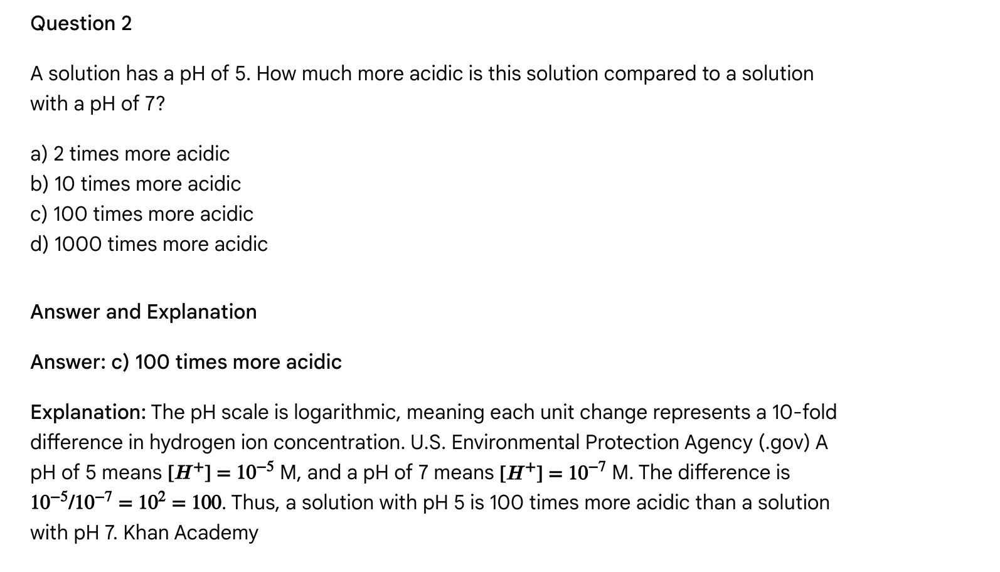 Question 2
A solution has a pH of 5. How much more acidic is this solution compared to a solution
with a pH of 7?
a) 2 times more acidic
b) 10 times more acidic
c) 100 times more acidic
d) 1000 times more acidic
Answer and Explanation
Answer: c) 100 times more acidic
Explanation: The pH scale is logarithmic, meaning each unit change represents a 10-fold
difference in hydrogen ion concentration. U.S. Environmental Protection Agency (.gov) A
pH of 5 means [H⁺] = 10⁻⁵ M, and a pH of 7 means [H⁺] = 10⁻⁷ M. The difference is
10⁻⁵/10⁻⁷ = 10² = 100. Thus, a solution with pH 5 is 100 times more acidic than a solution
with pH 7. Khan Academy